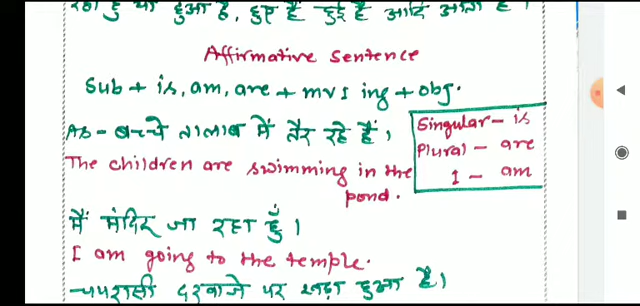 रहा हूँ या हुआ है, हुए हैं हुई है आदि आता है।
Affirmative Sentence
Sub + is, am, are + mv I ing + obj.
As - बच्चे तालाब में तैर रहे हैं।
The children are swimming in the
pond.
Singular - is
Plural - are
I - am
मैं मंदिर जा रहा हूँ।
I am going to the temple.
चपरासी दरवाजे पर खड़ा हुआ है।